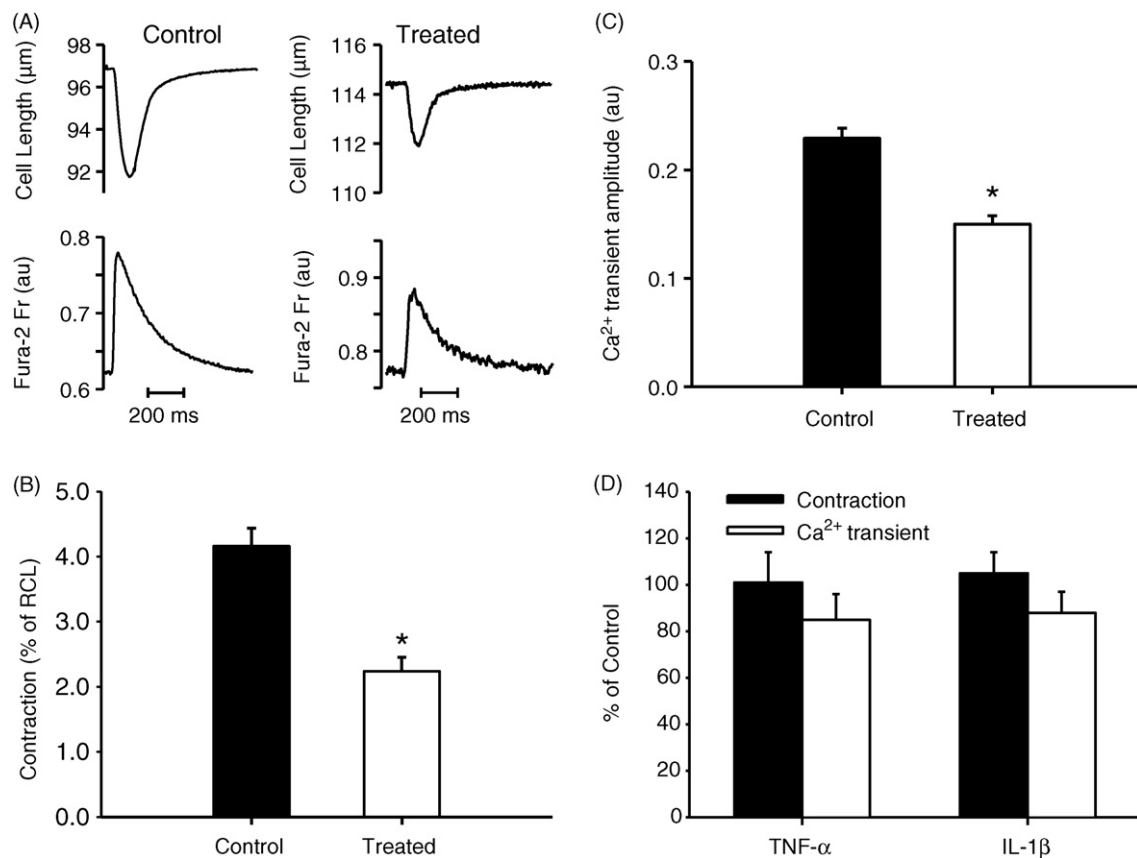 (A)
Control
Treated
Cell Length (µm)
98
96
94
92
Cell Length (µm)
116
114
112
110
Fura-2 Fr (au)
0.8
0.7
0.6
200 ms
Fura-2 Fr (au)
0.9
0.8
200 ms
(C)
Ca²⁺ transient amplitude (au)
0.3
0.2
0.1
0.0
*
Control
Treated
(B)
Contraction (% of RCL)
5.0
4.0
3.0
2.0
1.0
0.0
*
Control
Treated
(D)
% of Control
140
120
100
80
60
40
20
0
Contraction
Ca²⁺ transient
TNF-α
IL-1β